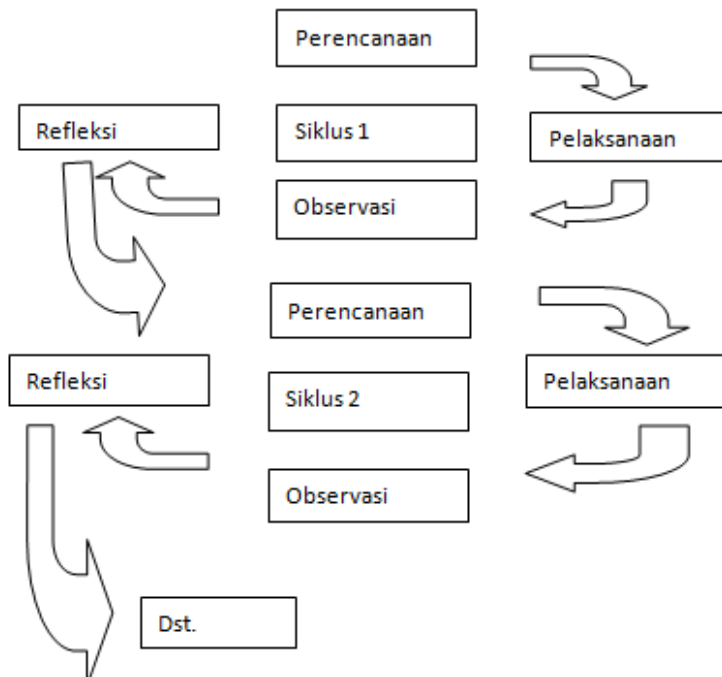 Perencanaan
Refleksi
Siklus 1
Pelaksanaan
Observasi
Perencanaan
Refleksi
Siklus 2
Pelaksanaan
Observasi
Dst.